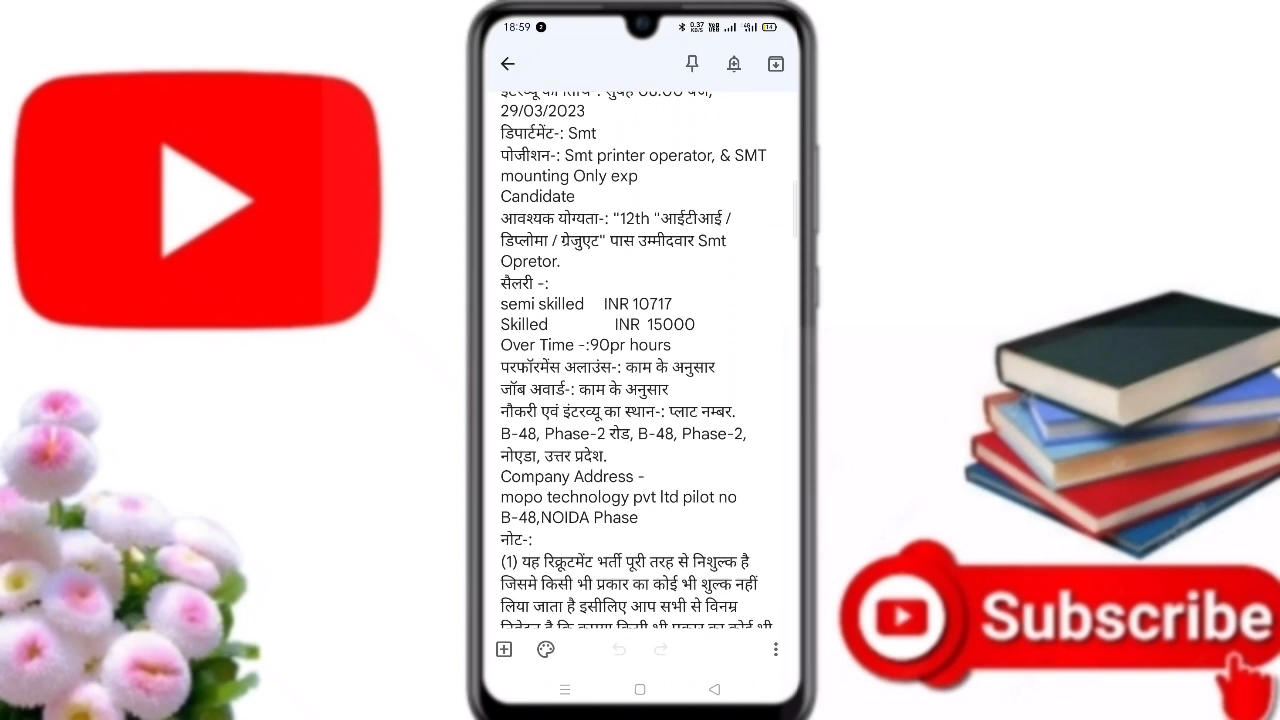 18:59
29/03/2023
डिपार्टमेंट-: Smt
पोजीशन-: Smt printer operator, & SMT
mounting Only exp
Candidate
आवश्यक योग्यता-: "12th "आईटीआई /
डिप्लोमा / ग्रेजुएट" पास उम्मीदवार Smt
Opretor.
सैलरी -:
semi skilled INR 10717
Skilled INR 15000
Over Time -:90pr hours
परफॉरमेंस अलाउंस-: काम के अनुसार
जॉब अवार्ड-: काम के अनुसार
नौकरी एवं इंटरव्यू का स्थान-: प्लाट नम्बर.
B-48, Phase-2 रोड, B-48, Phase-2,
नोएडा, उत्तर प्रदेश.
Company Address -
mopo technology pvt ltd pilot no
B-48,NOIDA Phase
नोट-:
(1) यह रिक्रूटमेंट भर्ती पूरी तरह से निशुल्क है
जिसमे किसी भी प्रकार का कोई भी शुल्क नहीं
लिया जाता है इसीलिए आप सभी से विनम्र
Subscribe